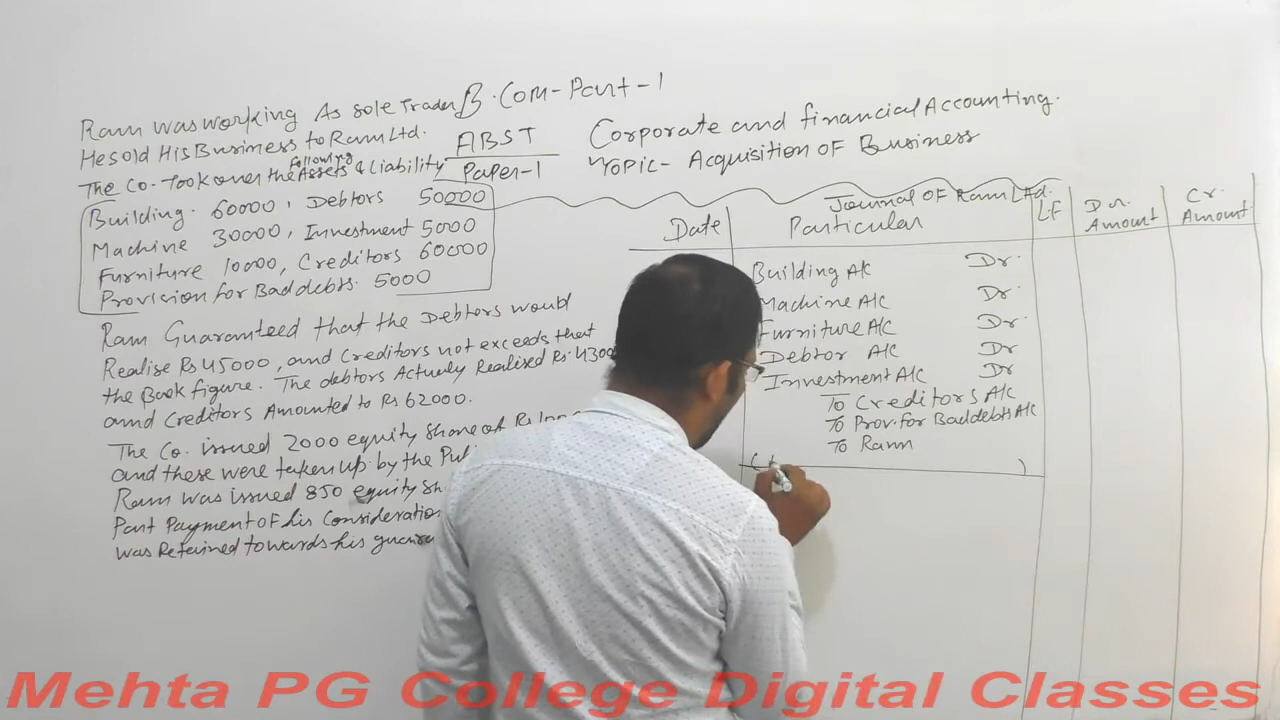 Ram was working As sole Trader
He sold His Business to Ram Ltd.
The Co. Took over the following Assets & Liability
Building. 60000, Debtors 50000
Machine 30000, Investment 5000
Furniture 10000, Creditors 60000
Provision for Bad debts. 5000
Ram Guaranteed that the Debtors would
Realise Rs 45000, and Creditors not exceeds that
the Book figure. The debtors Actuely Realised Rs.
and Creditors Amounted to Rs 62000.
The Co. issued 2000 equity share of Rs
and these were taken up by the
Ram was issued 850 equity
Part Payment OF his Consideration
was Retained towards his
B.Com-Part-1
ABST
Paper-1
Corporate and financial Accounting.
TOPIC- Acquisition OF Business
Journal OF Ram Ltd.
Date Particular LF Dr. Amount Cr. Amount
Building A/c Dr.
Machine A/c Dr.
Furniture A/c Dr.
Debtor A/c Dr
Investment A/c Dr
To Creditors A/c
To Prov. for Bad debts A/c
To Ram
( )
Mehta PG College Digital Classes